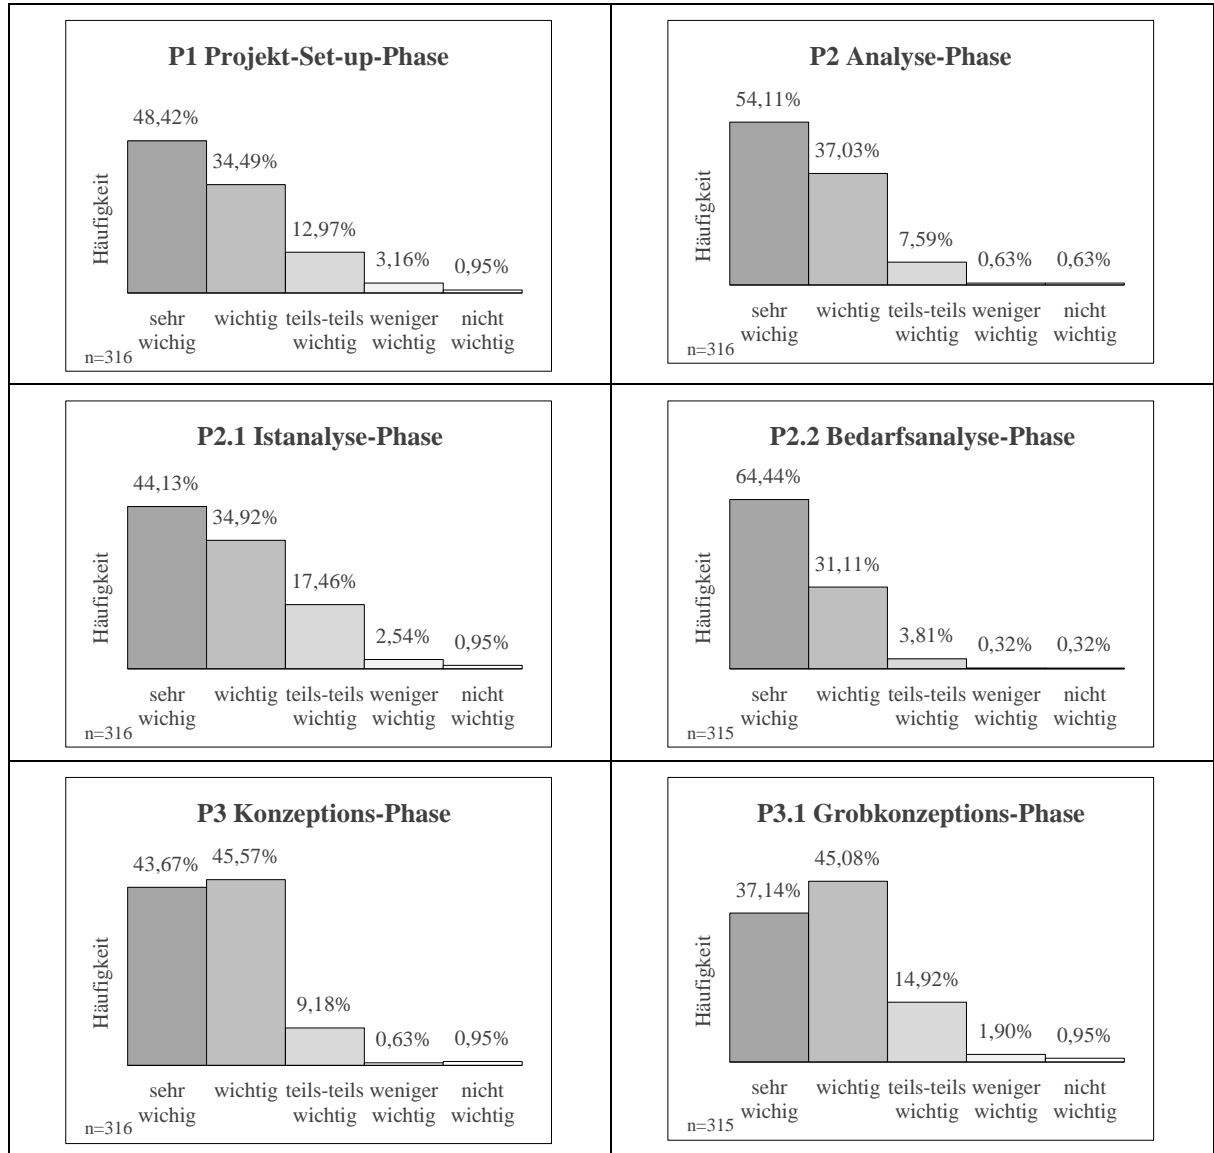 P1 Projekt-Set-up-Phase
48,42%
34,49%
12,97%
3,16%
0,95%
Häufigkeit
sehr wichtig teils-teils weniger nicht
wichig wichtig wichtig wichtig
n=316
P2 Analyse-Phase
54,11%
37,03%
7,59%
0,63%
0,63%
Häufigkeit
sehr wichtig teils-teils weniger nicht
wichig wichtig wichtig wichtig
n=316
P2.1 Istanalyse-Phase
44,13%
34,92%
17,46%
2,54%
0,95%
Häufigkeit
sehr wichtig teils-teils weniger nicht
wichig wichtig wichtig wichtig
n=316
P2.2 Bedarfsanalyse-Phase
64,44%
31,11%
3,81%
0,32%
0,32%
Häufigkeit
sehr wichtig teils-teils weniger nicht
wichig wichtig wichtig wichtig
n=315
P3 Konzeptions-Phase
43,67%
45,57%
9,18%
0,63%
0,95%
Häufigkeit
sehr wichtig teils-teils weniger nicht
wichig wichtig wichtig wichtig
n=316
P3.1 Grobkonzeptions-Phase
37,14%
45,08%
14,92%
1,90%
0,95%
Häufigkeit
sehr wichtig teils-teils weniger nicht
wichig wichtig wichtig wichtig
n=315